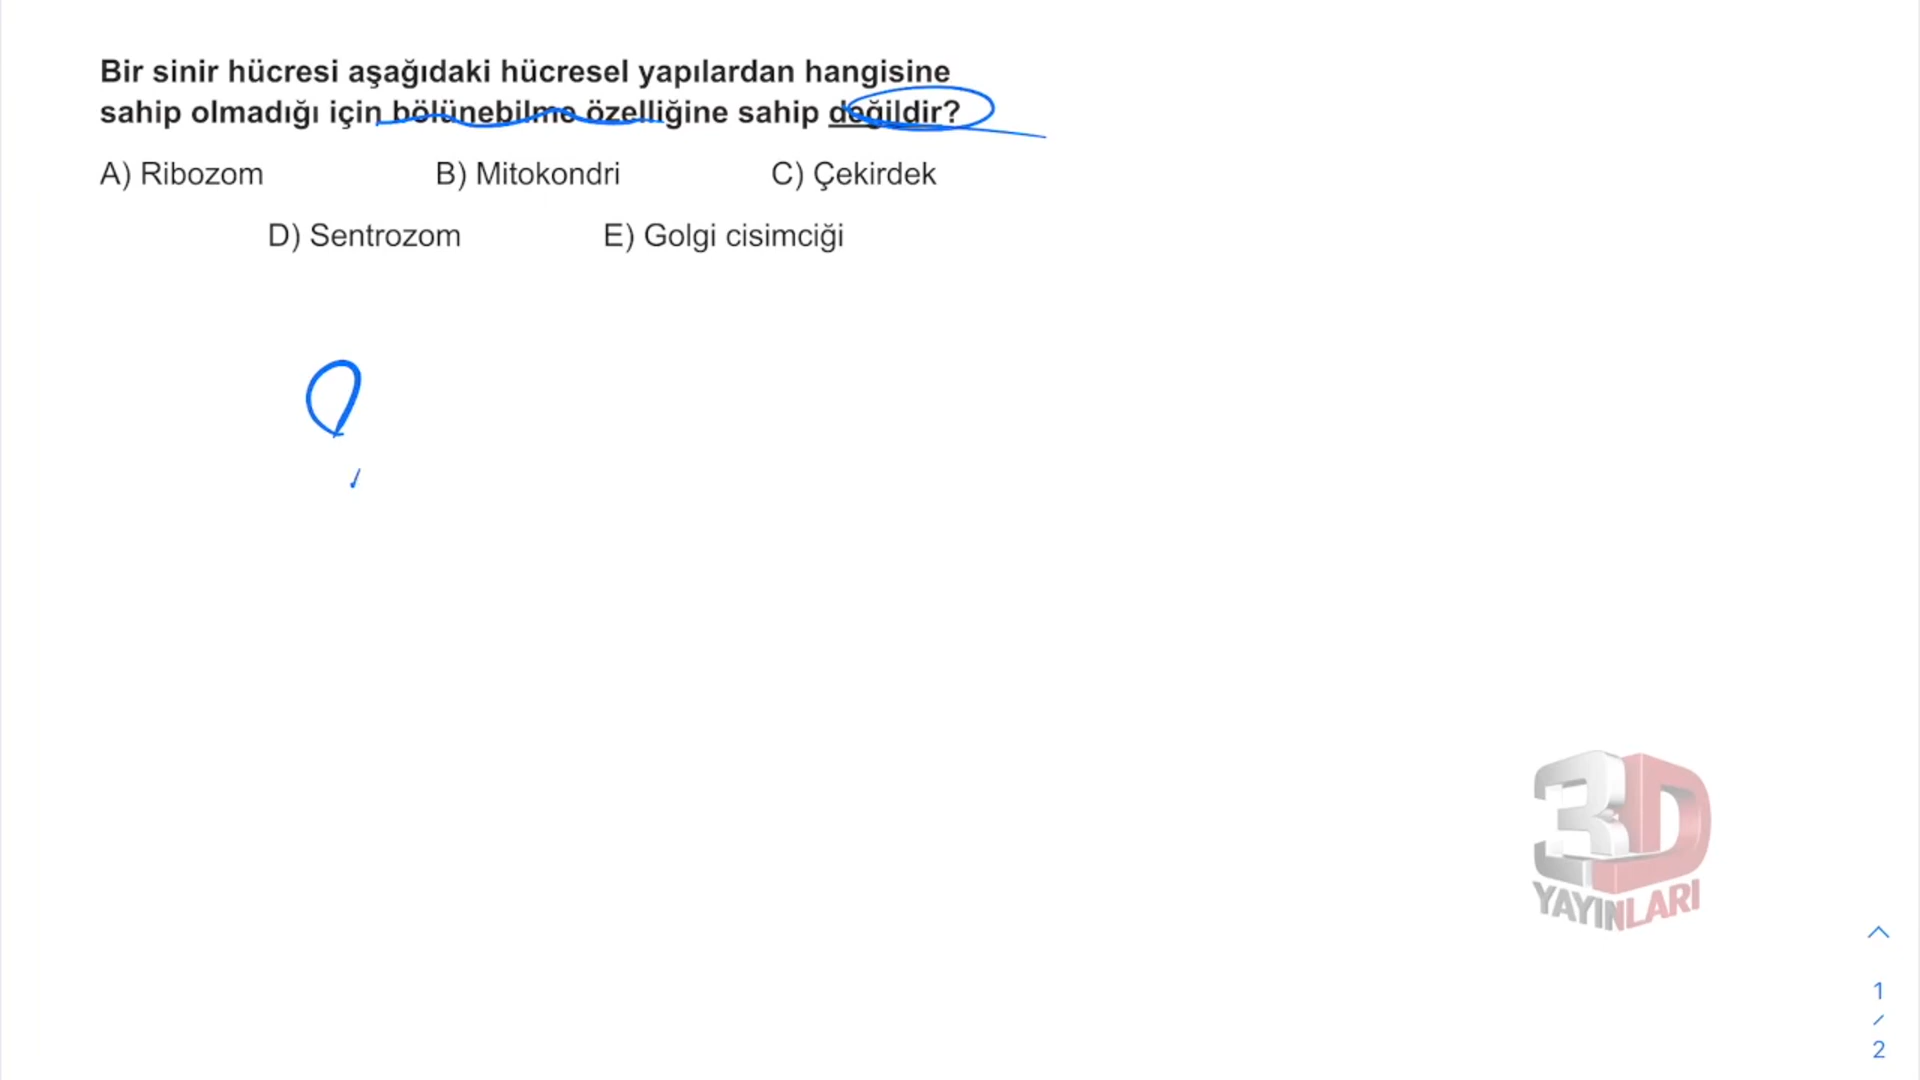 Bir sinir hücresi aşağıdaki hücresel yapılardan hangisine
sahip olmadığı için bölünebilme özelliğine sahip değildir?
A) Ribozom B) Mitokondri C) Çekirdek
D) Sentrozom E) Golgi cisimciği
3D
YAYINLARI
1
/
2